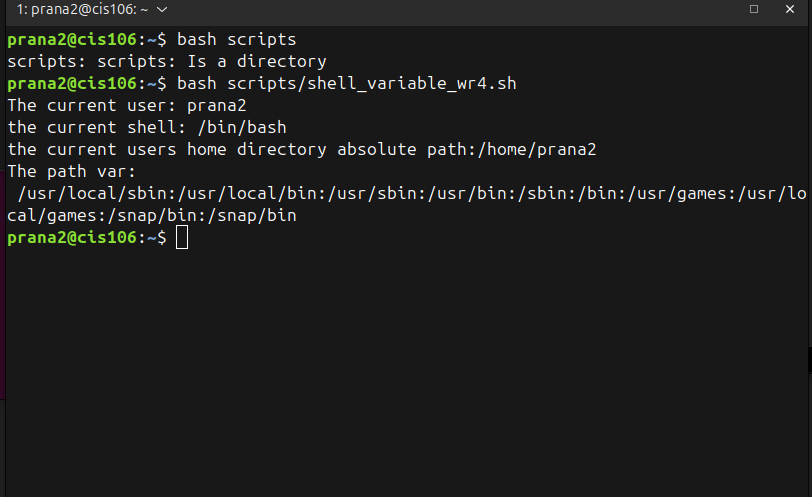 1: prana2@cis106: ~
prana2@cis106:~$ bash scripts
scripts: scripts: Is a directory
prana2@cis106:~$ bash scripts/shell_variable_wr4.sh
The current user: prana2
the current shell: /bin/bash
the current users home directory absolute path:/home/prana2
The path var:
 /usr/local/sbin:/usr/local/bin:/usr/sbin:/usr/bin:/sbin:/bin:/usr/games:/usr/lo
cal/games:/snap/bin:/snap/bin
prana2@cis106:~$